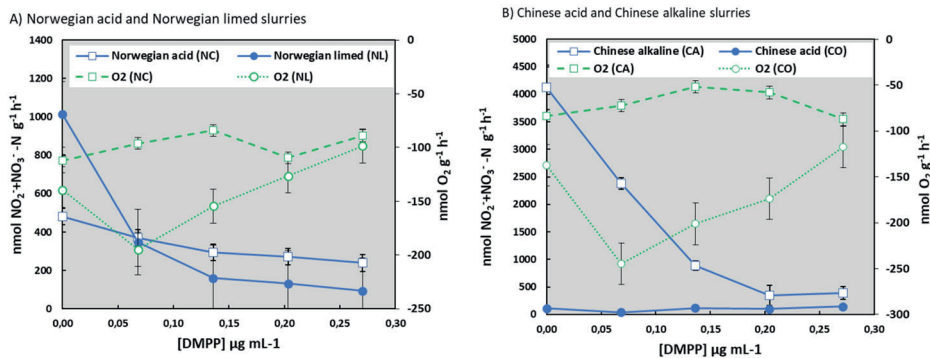 A) Norwegian acid and Norwegian limed slurries
Norwegian acid (NC) Norwegian limed (NL)
O2 (NC) O2 (NL)
1400
1200
1000
800
600
400
200
0
nmol NO₂⁻+NO₃⁻ -N g⁻¹ h⁻¹
0
-50
-100
-150
-200
-250
nmol O₂ g⁻¹ h⁻¹
0,00 0,05 0,10 0,15 0,20 0,25 0,30
[DMPP] µg mL-1
B) Chinese acid and Chinese alkaline slurries
Chinese alkaline (CA) Chinese acid (CO)
O2 (CA) O2 (CO)
5000
4500
4000
3500
3000
2500
2000
1500
1000
500
0
nmol NO₂⁻+NO₃⁻ -N g⁻¹ h⁻¹
0
-50
-100
-150
-200
-250
-300
nmol O₂ g⁻¹ h⁻¹
0,00 0,05 0,10 0,15 0,20 0,25 0,30
[DMPP] µg mL-1